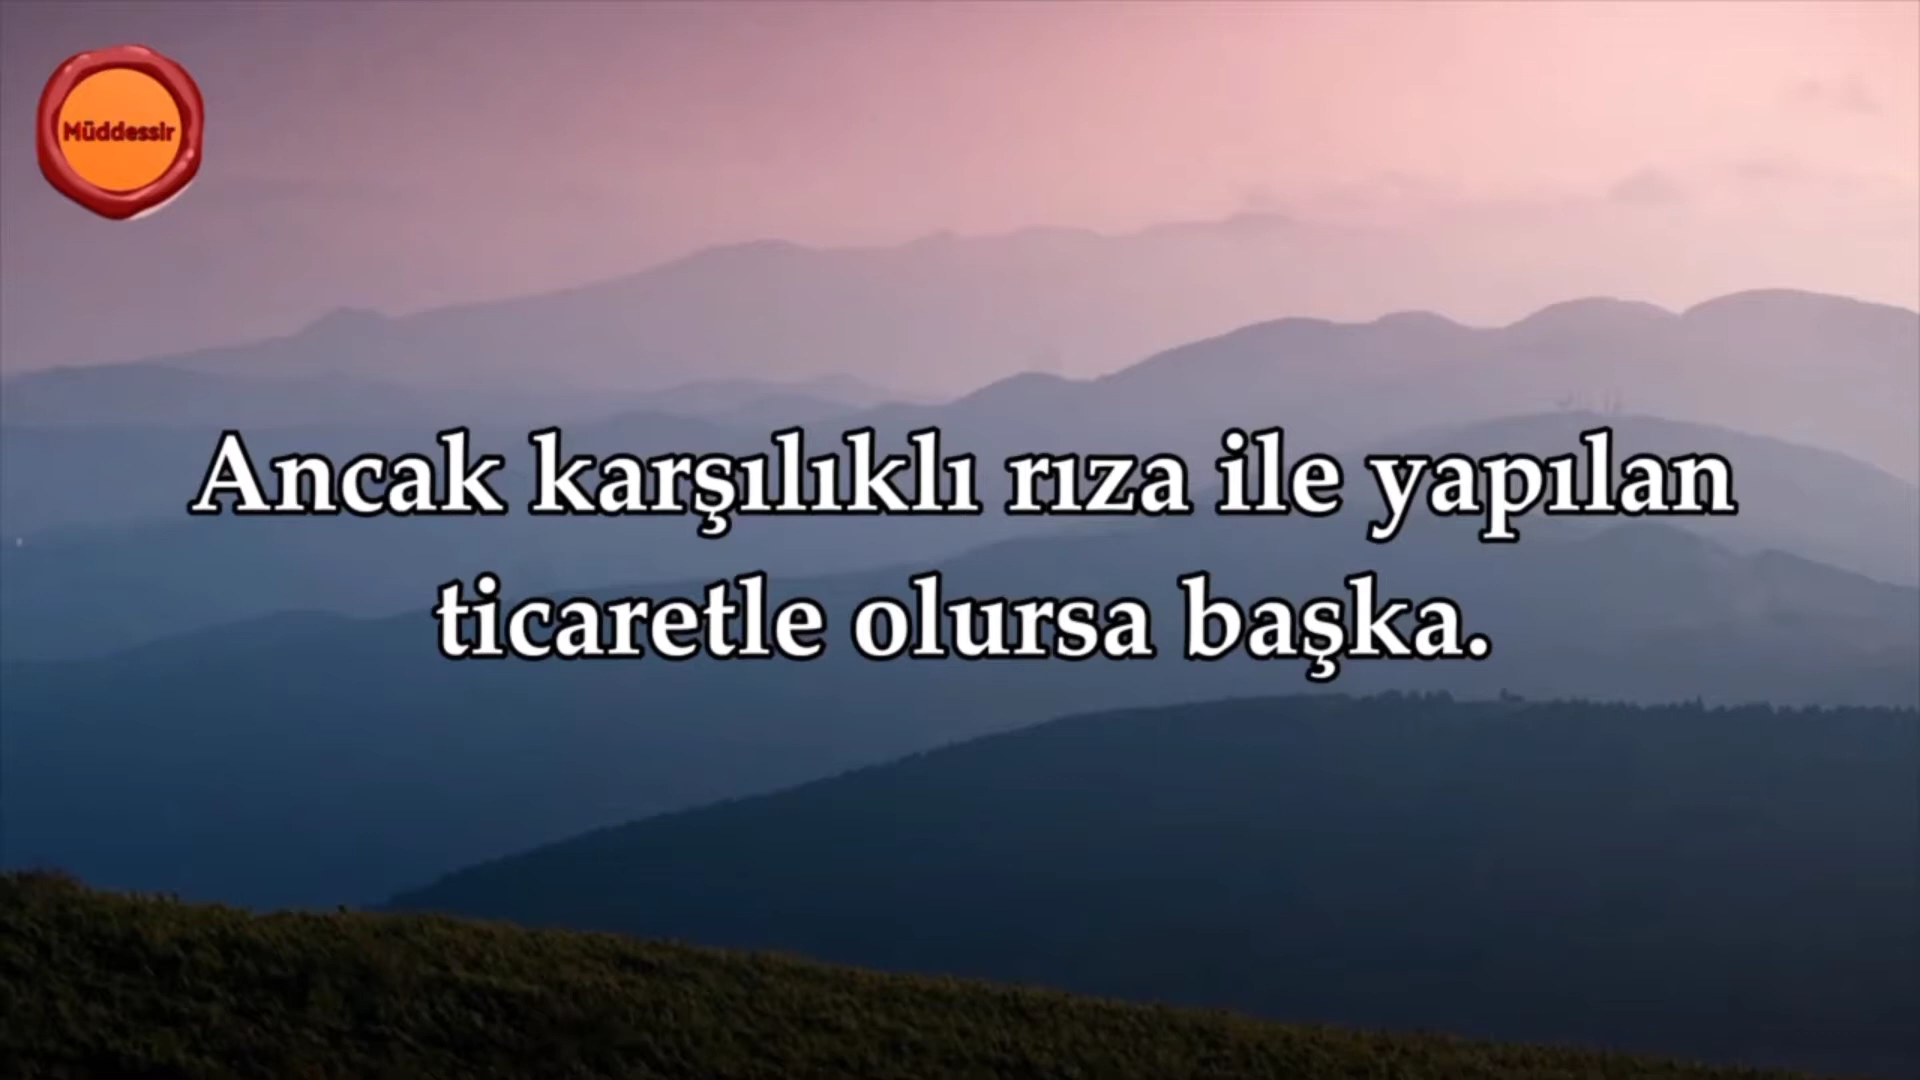 Müddessir
Ancak karşılıklı rıza ile yapılan
ticaretle olursa başka.